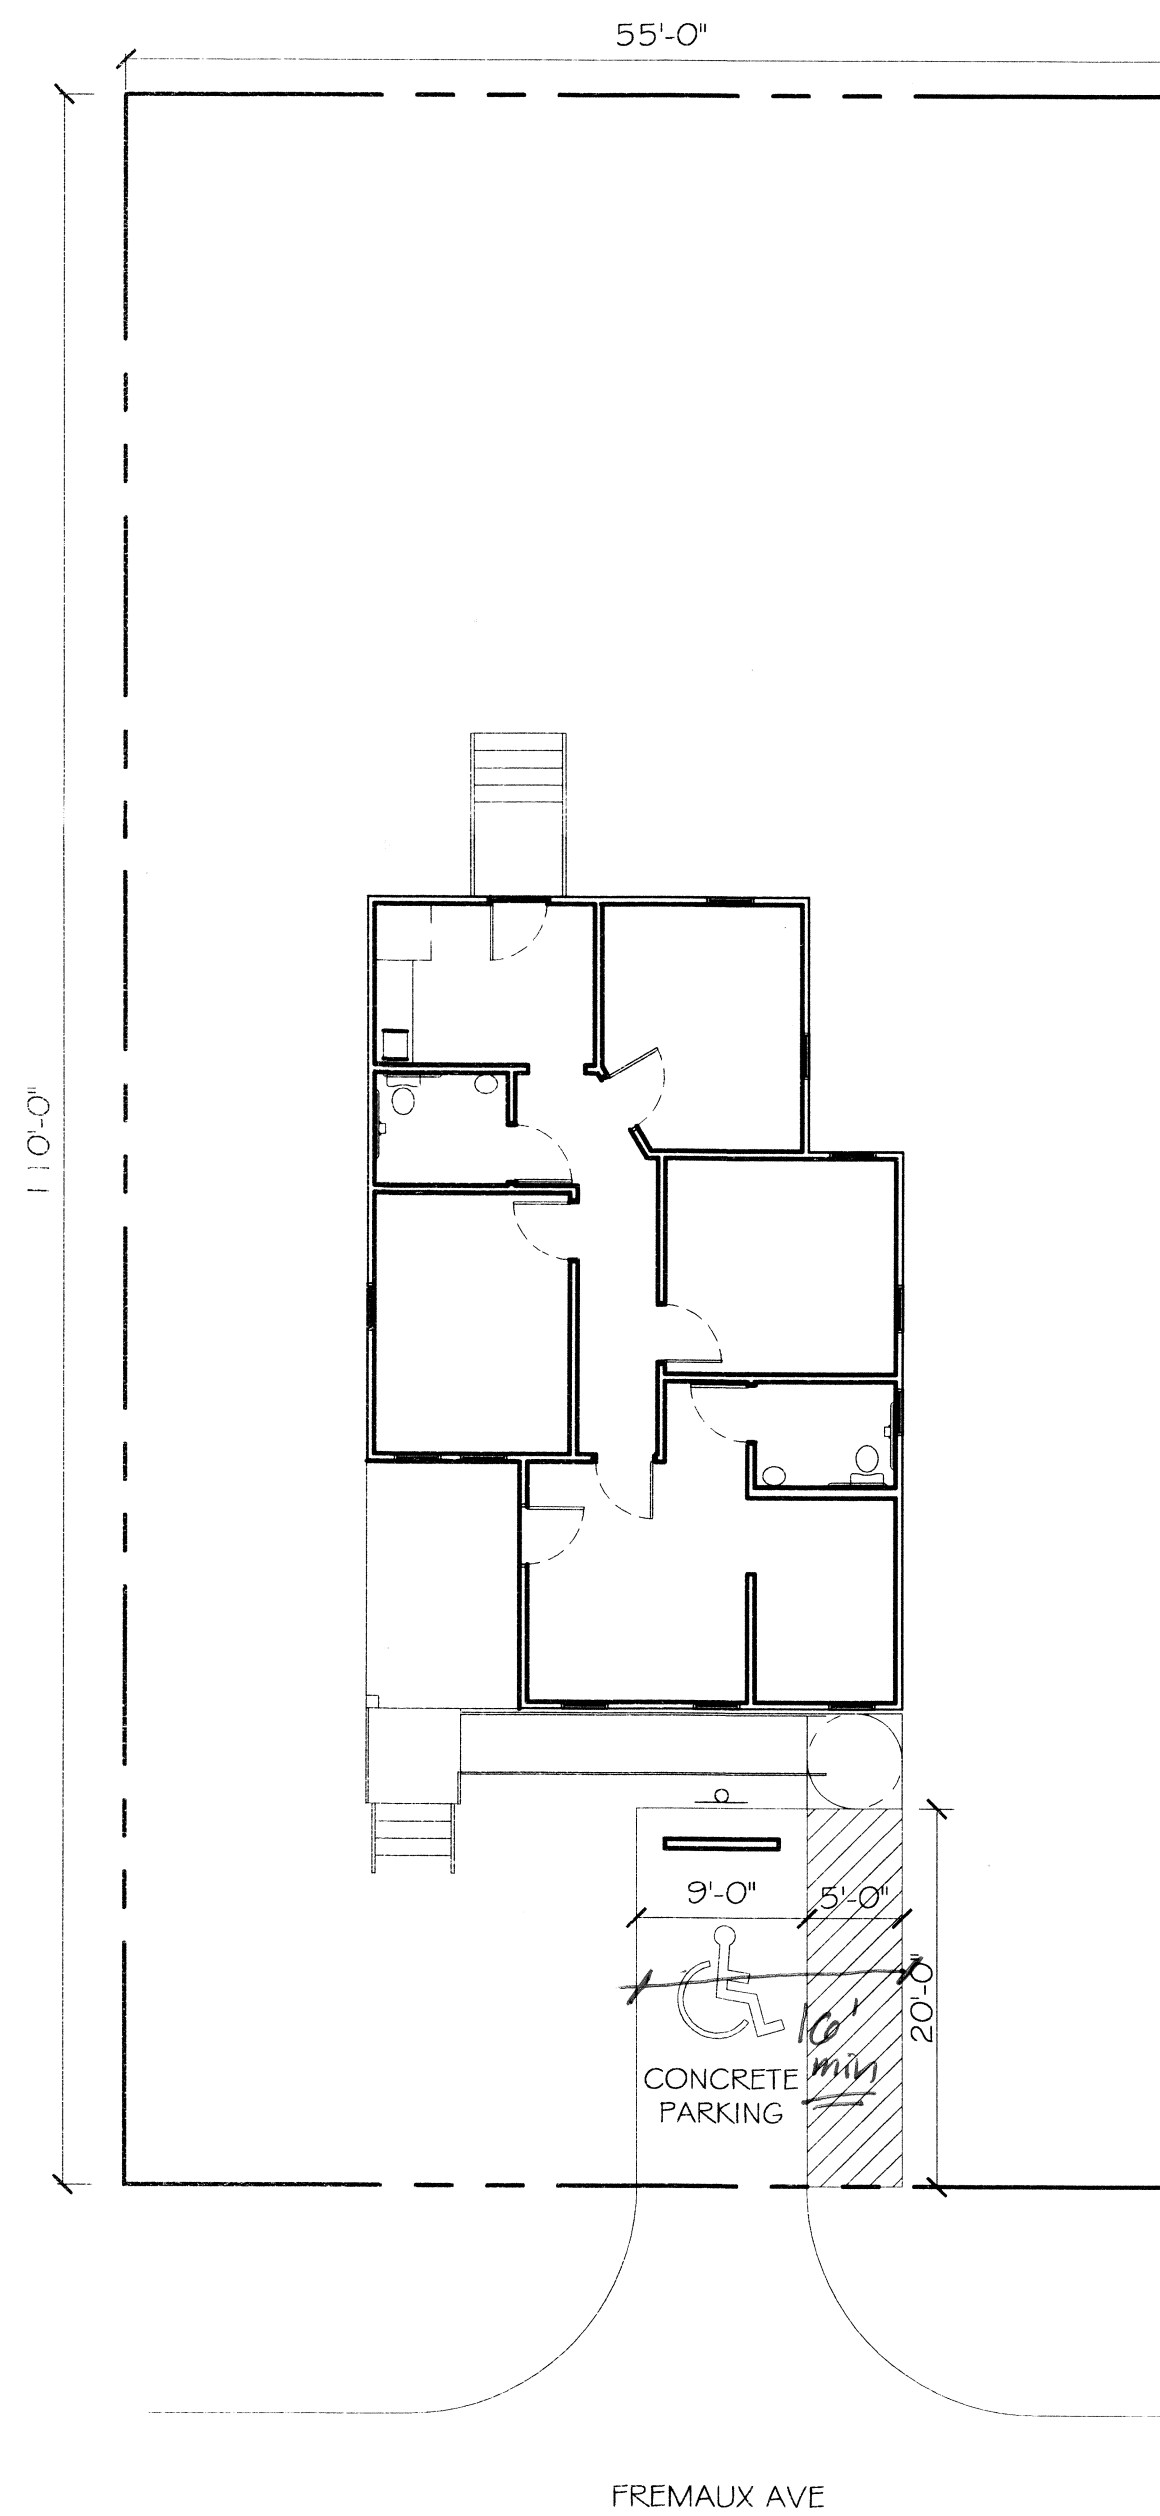 55'-0"
110'-0"
9'-0"
5'-0"
20'-0"
16'
min
CONCRETE
PARKING
FREMAUX AVE